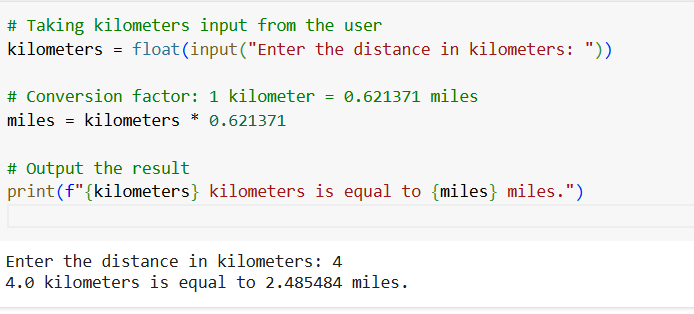 # Taking kilometers input from the user
kilometers = float(input("Enter the distance in kilometers: "))
# Conversion factor: 1 kilometer = 0.621371 miles
miles = kilometers * 0.621371
# Output the result
print(f"{kilometers} kilometers is equal to {miles} miles.")
Enter the distance in kilometers: 4
4.0 kilometers is equal to 2.485484 miles.